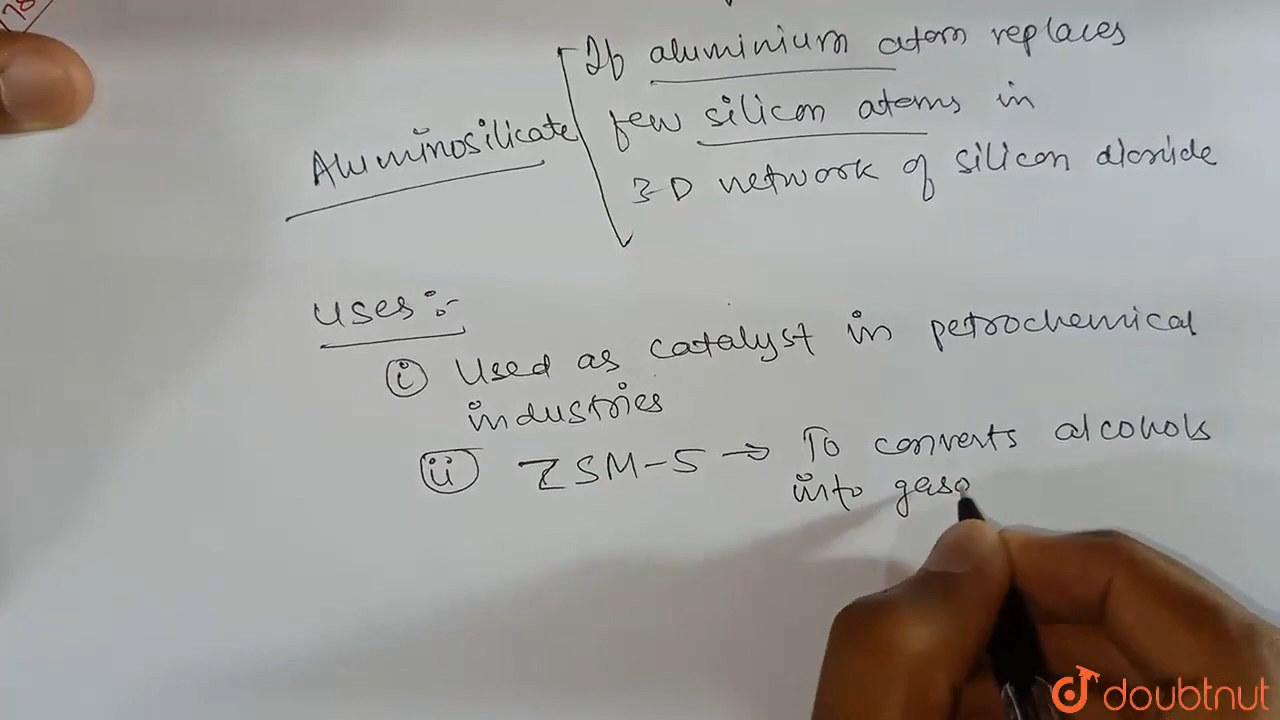 If aluminium atom replaces
Aluminosilicate few silicon atoms in
3-D network of silicon dioxide
Uses :-
(i) Used as catalyst in petrochemical
industries
(ii) ZSM-5 → To converts alcohols
into gaso
doubtnut